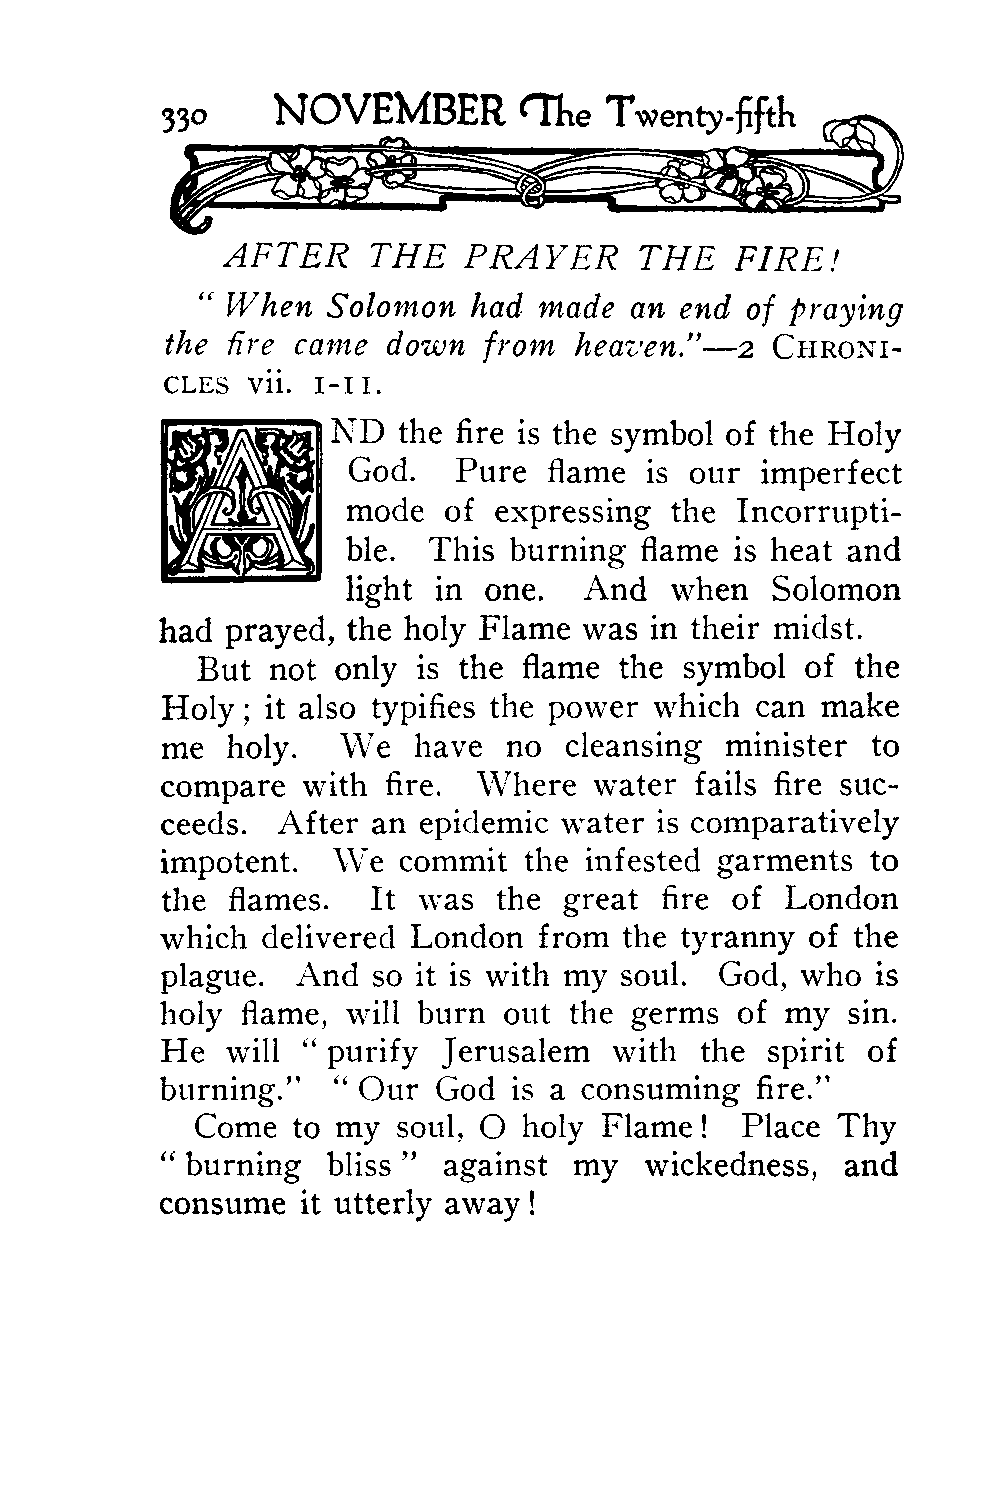 330 NOVEMBER The Twenty-fifth
AFTER THE PRAYER THE FIRE!
“ When Solomon had made an end of praying
the fire came down from heaven.”—2 CHRONI-
CLES vii. 1-11.
AND the fire is the symbol of the Holy
God. Pure flame is our imperfect
mode of expressing the Incorrupti-
ble. This burning flame is heat and
light in one. And when Solomon
had prayed, the holy Flame was in their midst.
But not only is the flame the symbol of the
Holy ; it also typifies the power which can make
me holy. We have no cleansing minister to
compare with fire. Where water fails fire suc-
ceeds. After an epidemic water is comparatively
impotent. We commit the infested garments to
the flames. It was the great fire of London
which delivered London from the tyranny of the
plague. And so it is with my soul. God, who is
holy flame, will burn out the germs of my sin.
He will “ purify Jerusalem with the spirit of
burning.” “ Our God is a consuming fire.”
Come to my soul, O holy Flame ! Place Thy
“ burning bliss ” against my wickedness, and
consume it utterly away !